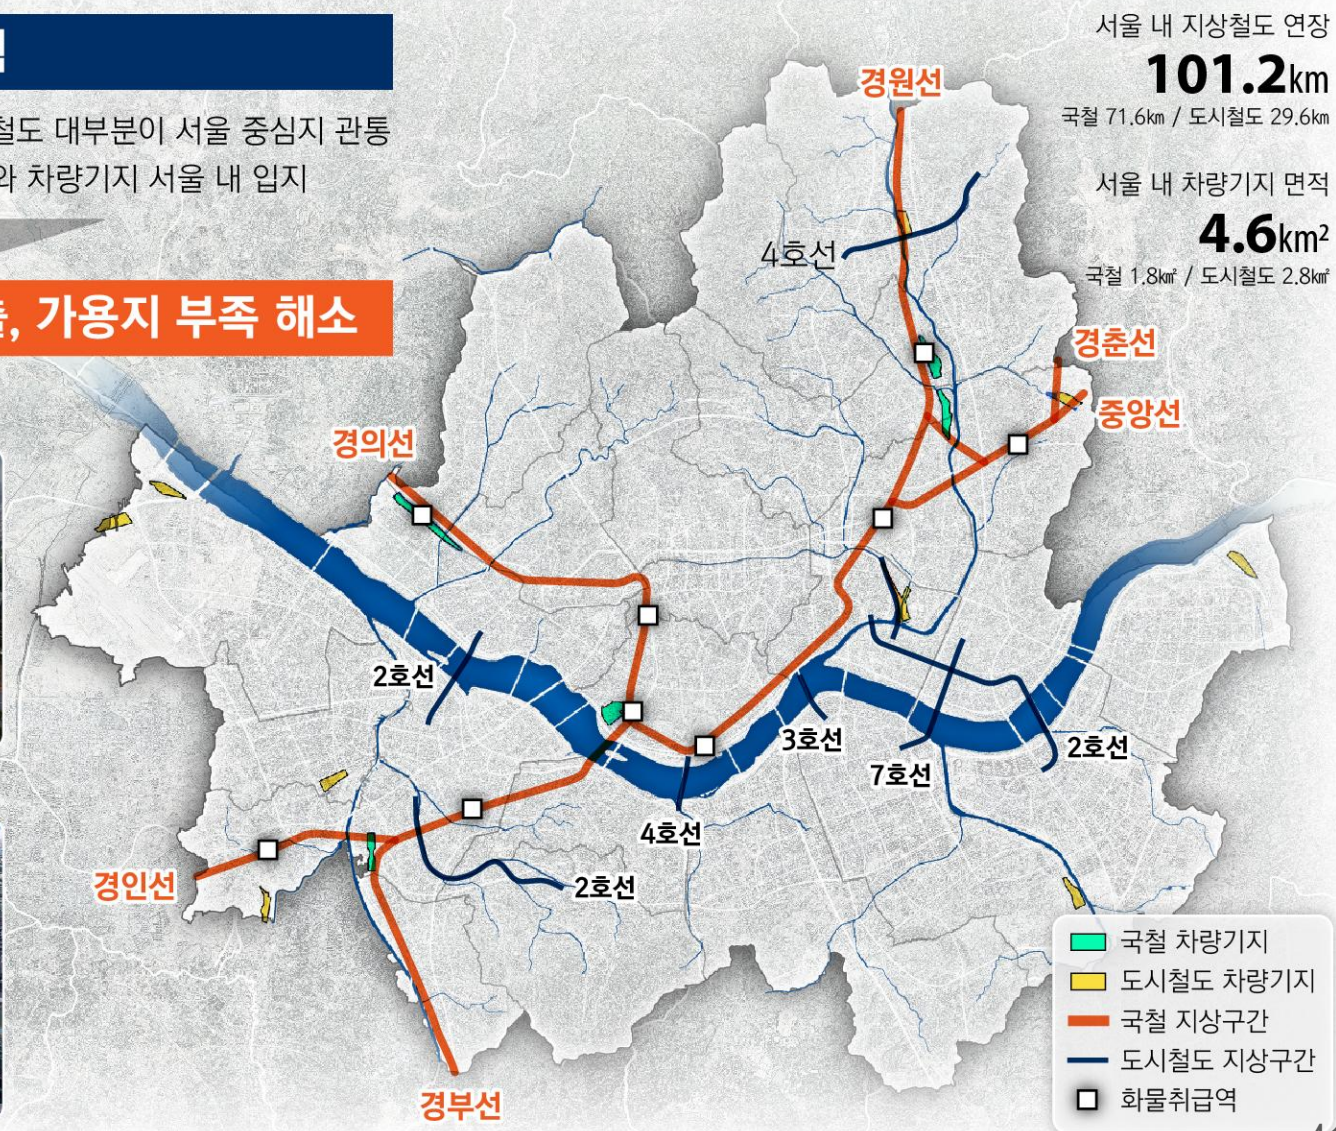 철도 대부분이 서울 중심지 관통
와 차량기지 서울 내 입지
, 가용지 부족 해소
서울 내 지상철도 연장
101.2km
국철 71.6km / 도시철도 29.6km
서울 내 차량기지 면적
4.6km²
국철 1.8㎢ / 도시철도 2.8㎢
경원선
4호선
경춘선
중앙선
경의선
2호선
3호선
7호선
2호선
4호선
경인선
2호선
경부선
국철 차량기지
도시철도 차량기지
국철 지상구간
도시철도 지상구간
화물취급역